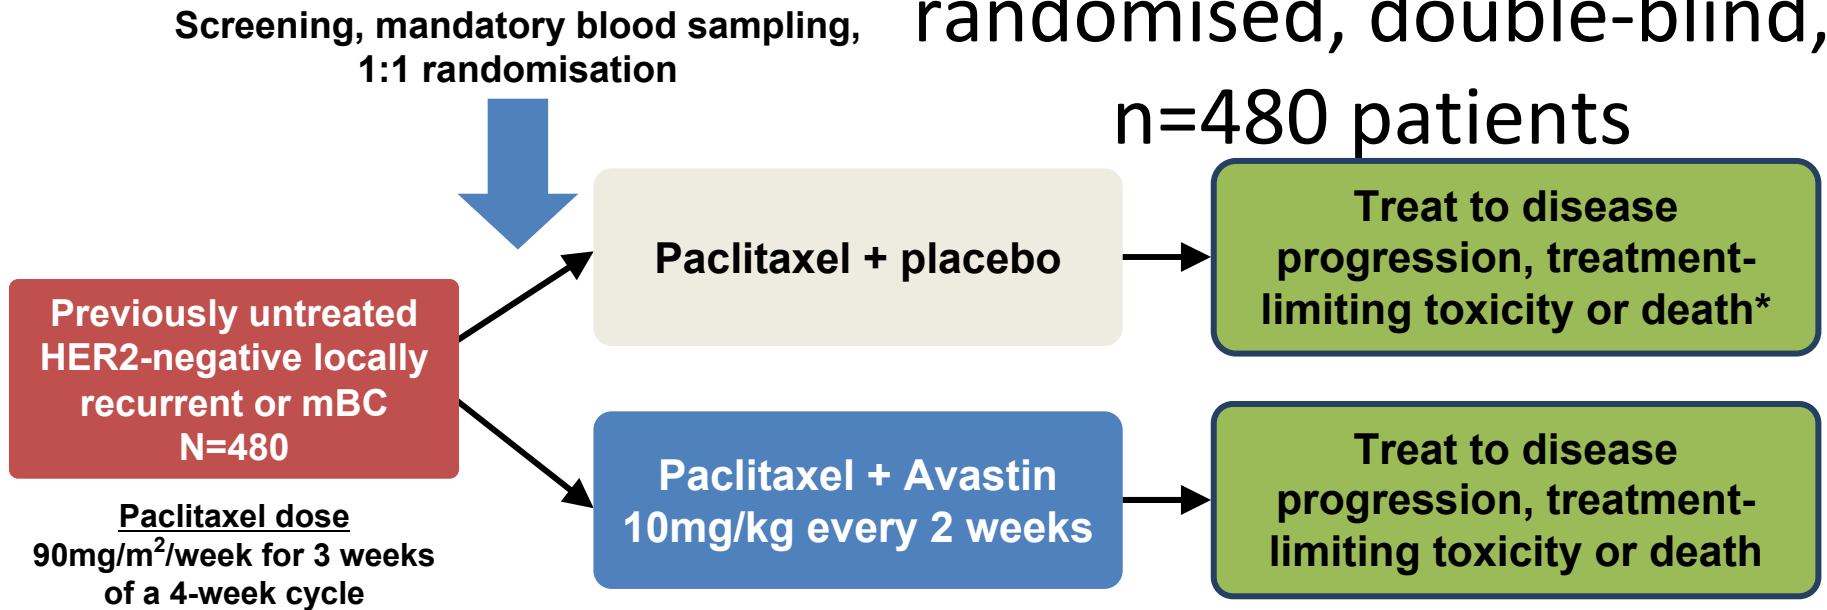 randomised, double-blind,
n=480 patients
Screening, mandatory blood sampling,
1:1 randomisation
Previously untreated
HER2-negative locally
recurrent or mBC
N=480
Paclitaxel dose
90mg/m²/week for 3 weeks
of a 4-week cycle
Paclitaxel + placebo
Treat to disease
progression, treatment-
limiting toxicity or death*
Paclitaxel + Avastin
10mg/kg every 2 weeks
Treat to disease
progression, treatment-
limiting toxicity or death